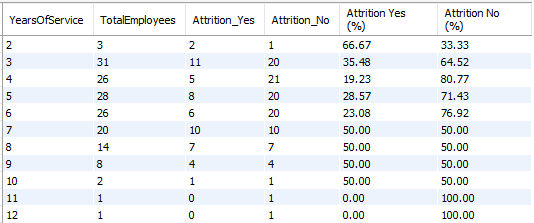 YearsOfService TotalEmployees Attrition_Yes Attrition_No Attrition Yes (%) Attrition No (%)
2 3 2 1 66.67 33.33
3 31 11 20 35.48 64.52
4 26 5 21 19.23 80.77
5 28 8 20 28.57 71.43
6 26 6 20 23.08 76.92
7 20 10 10 50.00 50.00
8 14 7 7 50.00 50.00
9 8 4 4 50.00 50.00
10 2 1 1 50.00 50.00
11 1 0 1 0.00 100.00
12 1 0 1 0.00 100.00